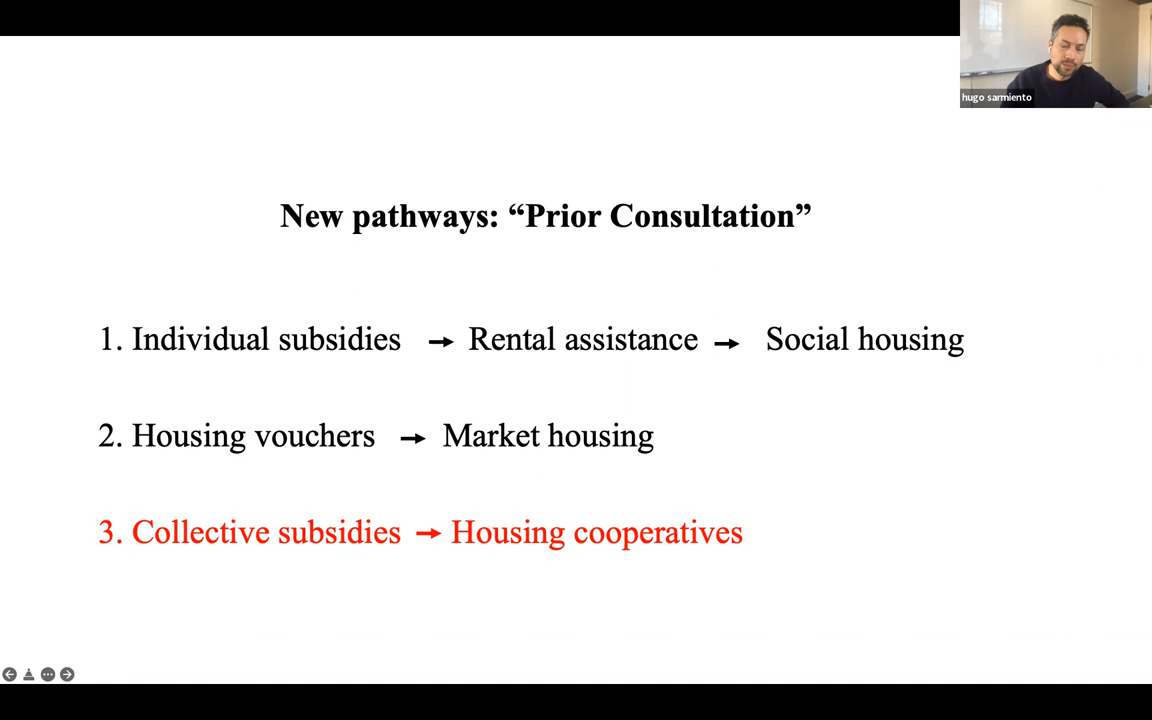 hugo sarmiento
New pathways: “Prior Consultation”
1. Individual subsidies → Rental assistance → Social housing
2. Housing vouchers → Market housing
3. Collective subsidies → Housing cooperatives